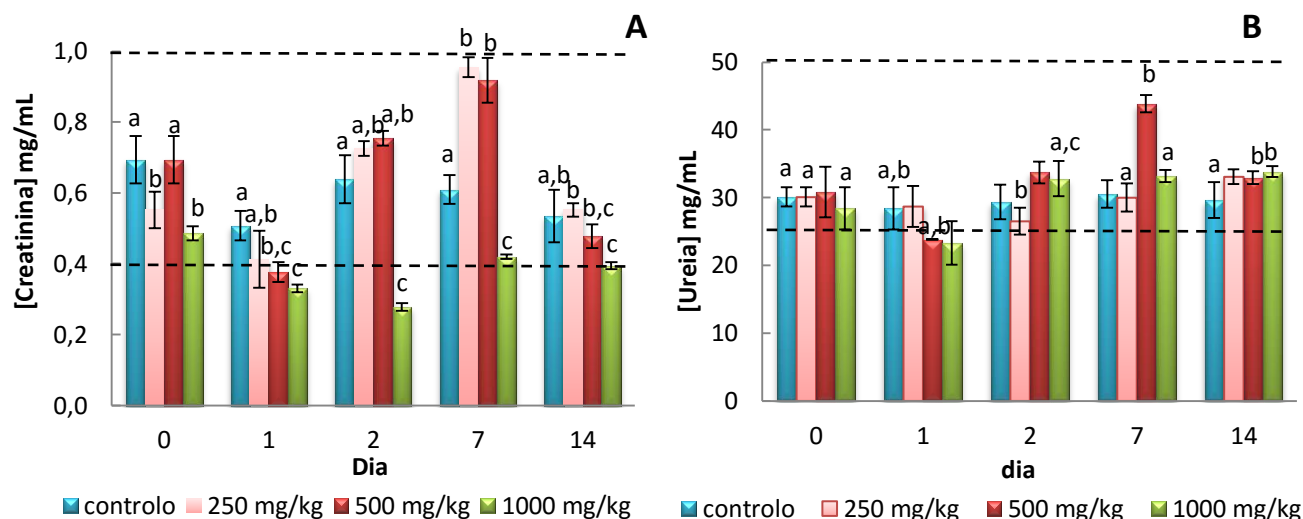 A
[Creatinina] mg/mL
1,0
0,8
0,6
0,4
0,2
0,0
a b a b
a,b a,b b,c c
a a,b a,b c
a b b c
a,b b b,c c
0 1 2 7 14
Dia
controlo 250 mg/kg 500 mg/kg 1000 mg/kg
B
[Ureia] mg/mL
50
40
30
20
10
0
a a a
a,b a,b
b a,c
a b a
a b b
0 1 2 7 14
dia
controlo 250 mg/kg 500 mg/kg 1000 mg/kg